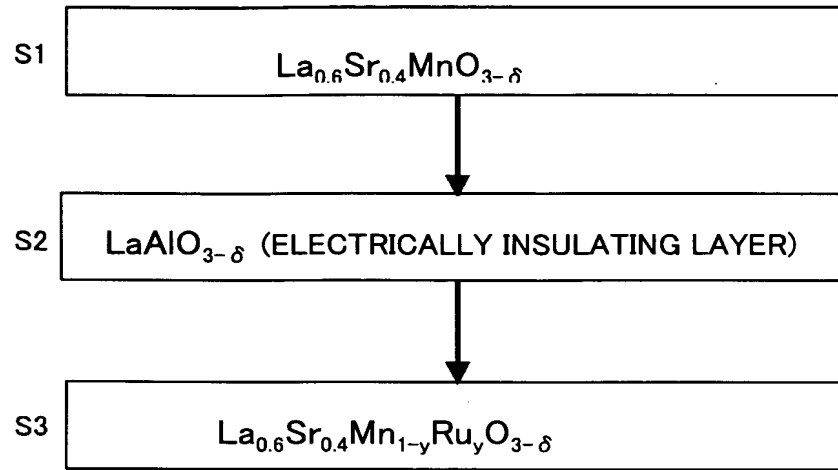 S1 La₀.₆Sr₀.₄MnO₃₋δ
S2 LaAlO₃₋δ (ELECTRICALLY INSULATING LAYER)
S3 La₀.₆Sr₀.₄Mn₁₋yRuyO₃₋δ